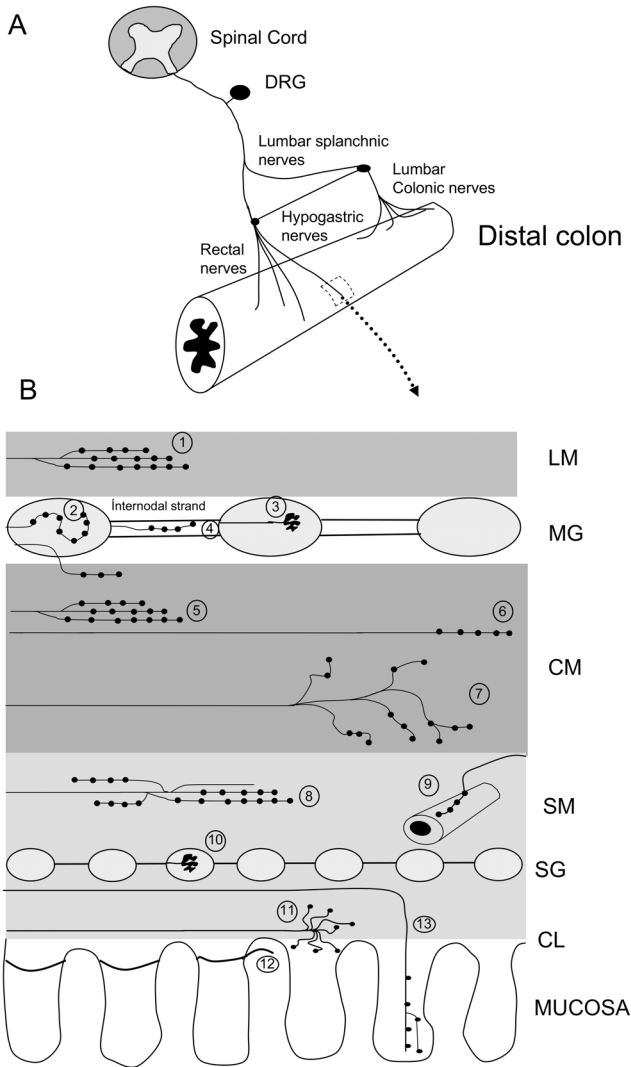 A
Spinal Cord
DRG
Lumbar splanchnic
nerves
Lumbar
Colonic nerves
Hypogastric
nerves
Rectal
nerves
Distal colon
B
1
LM
2
Internodal strand
3
4
MG
5
6
CM
7
8
9
SM
10
SG
11
13
CL
12
MUCOSA